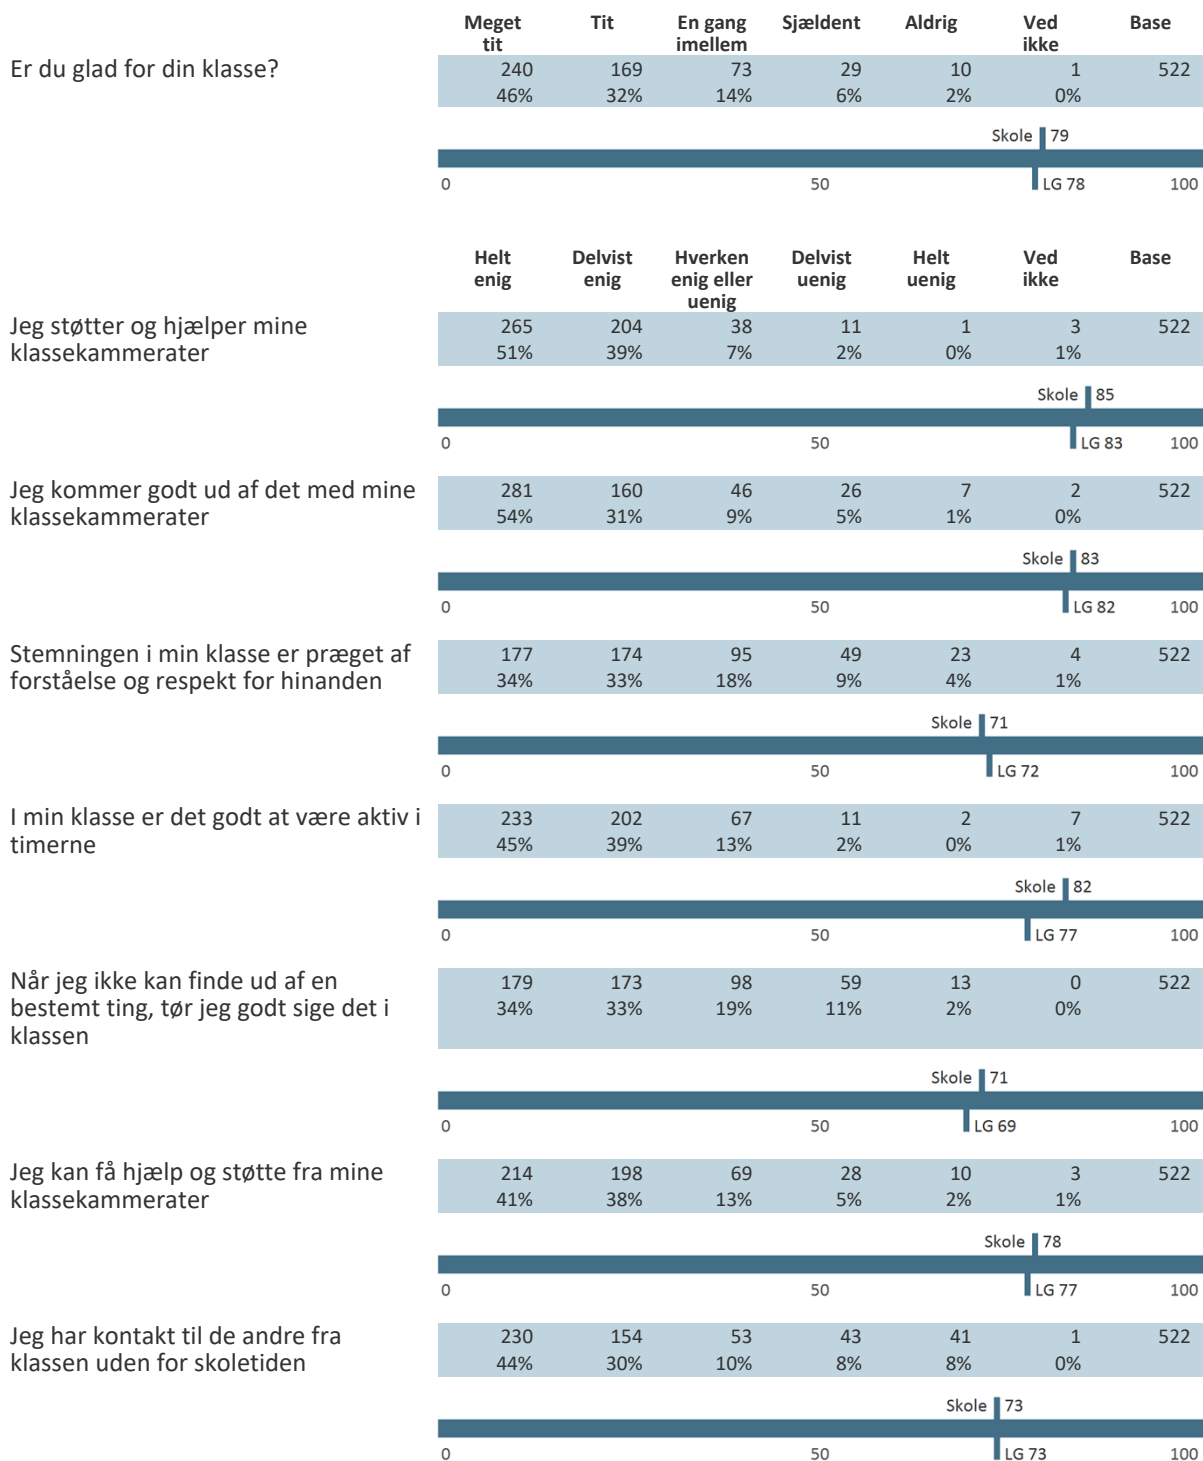 Meget tit Tit En gang imellem Sjældent Aldrig Ved ikke Base
Er du glad for din klasse? 240 169 73 29 10 1 522
46% 32% 14% 6% 2% 0%
Skole 79
0 50 LG 78 100
Helt enig Delvist enig Hverken enig eller uenig Delvist uenig Helt uenig Ved ikke Base
Jeg støtter og hjælper mine 265 204 38 11 1 3 522
klassekammerater 51% 39% 7% 2% 0% 1%
Skole 85
0 50 LG 83 100
Jeg kommer godt ud af det med mine 281 160 46 26 7 2 522
klassekammerater 54% 31% 9% 5% 1% 0%
Skole 83
0 50 LG 82 100
Stemningen i min klasse er præget af 177 174 95 49 23 4 522
forståelse og respekt for hinanden 34% 33% 18% 9% 4% 1%
Skole 71
0 50 LG 72 100
I min klasse er det godt at være aktiv i 233 202 67 11 2 7 522
timerne 45% 39% 13% 2% 0% 1%
Skole 82
0 50 LG 77 100
Når jeg ikke kan finde ud af en 179 173 98 59 13 0 522
bestemt ting, tør jeg godt sige det i 34% 33% 19% 11% 2% 0%
klassen
Skole 71
0 50 LG 69 100
Jeg kan få hjælp og støtte fra mine 214 198 69 28 10 3 522
klassekammerater 41% 38% 13% 5% 2% 1%
Skole 78
0 50 LG 77 100
Jeg har kontakt til de andre fra 230 154 53 43 41 1 522
klassen uden for skoletiden 44% 30% 10% 8% 8% 0%
Skole 73
0 50 LG 73 100